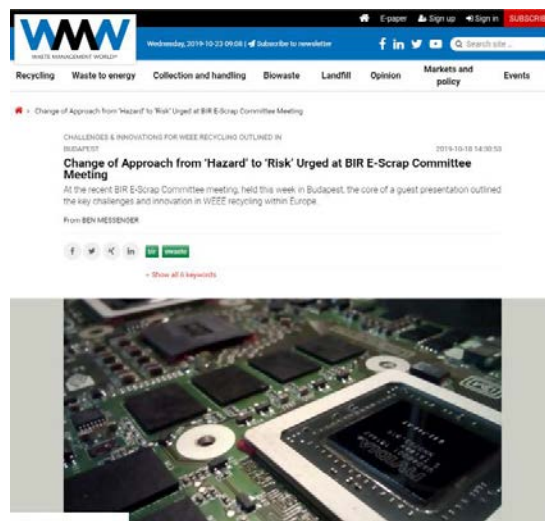 E-paper Sign up Sign in SUBSCRIB
WMW
WASTE MANAGEMENT WORLD
Wednesday, 2019-10-23 09:08 | Subscribe to newsletter
Search site ..
Recycling Waste to energy Collection and handling Biowaste Landfill Opinion Markets and policy Events
Change of Approach from 'Hazard' to 'Risk' Urged at BIR E-Scrap Committee Meeting
CHALLENGES & INNOVATIONS FOR WEEE RECYCLING OUTLINED IN
BUDAPEST
Change of Approach from 'Hazard' to 'Risk' Urged at BIR E-Scrap Committee
Meeting
At the recent BIR E-Scrap Committee meeting, held this week in Budapest, the core of a guest presentation outlined
the key challenges and innovation in WEEE recycling within Europe.
From BEN MESSENGER
bir ewaste
+ Show all 6 keywords